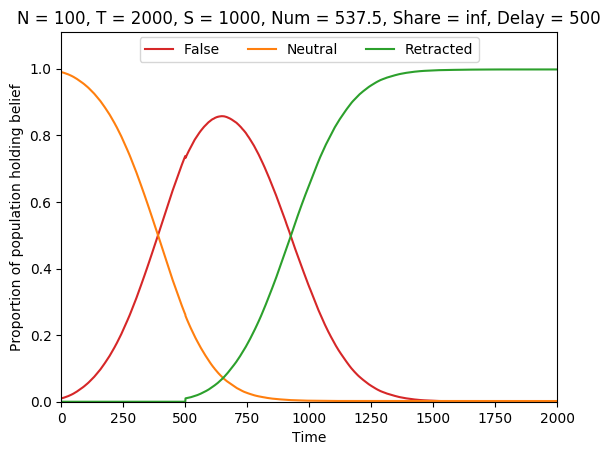 N = 100, T = 2000, S = 1000, Num = 537.5, Share = inf, Delay = 500
False Neutral Retracted
Proportion of population holding belief
1.0
0.8
0.6
0.4
0.2
0.0
0 250 500 750 1000 1250 1500 1750 2000
Time